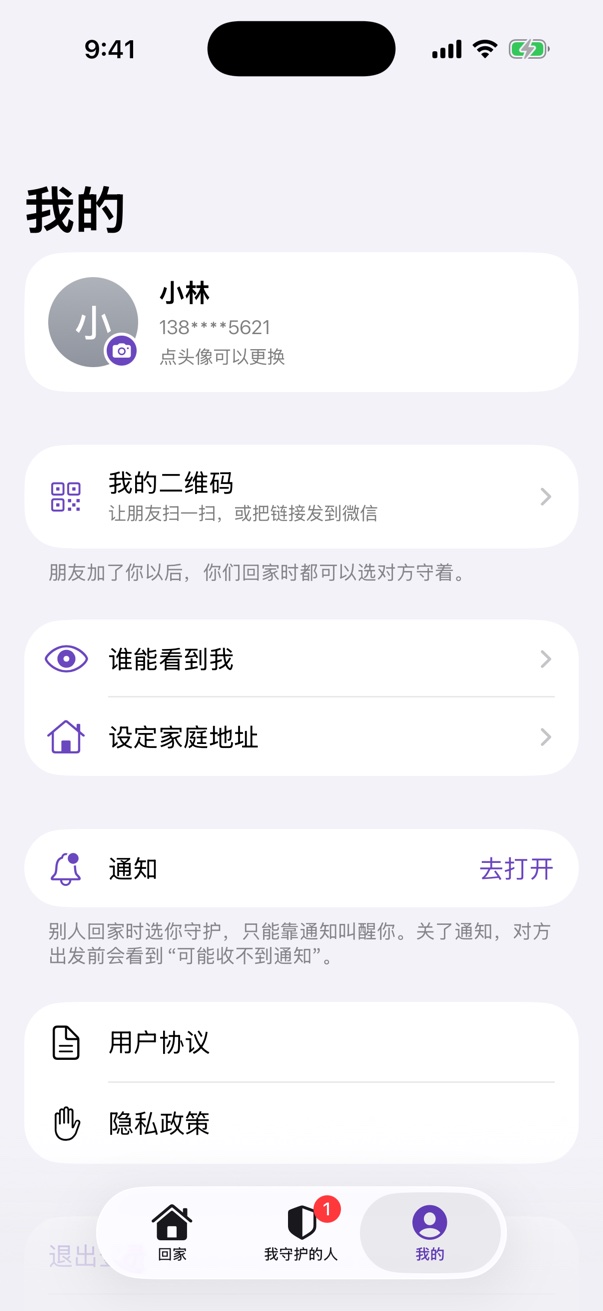 9:41
我的
小
小林
138****5621
点头像可以更换
我的二维码
让朋友扫一扫，或把链接发到微信
朋友加了你以后，你们回家时都可以选对方守着。
谁能看到我
设定家庭地址
通知
去打开
别人回家时选你守护，只能靠通知叫醒你。关了通知，对方
出发前会看到“可能收不到通知”。
用户协议
隐私政策
退出
1
回家
我守护的人
我的